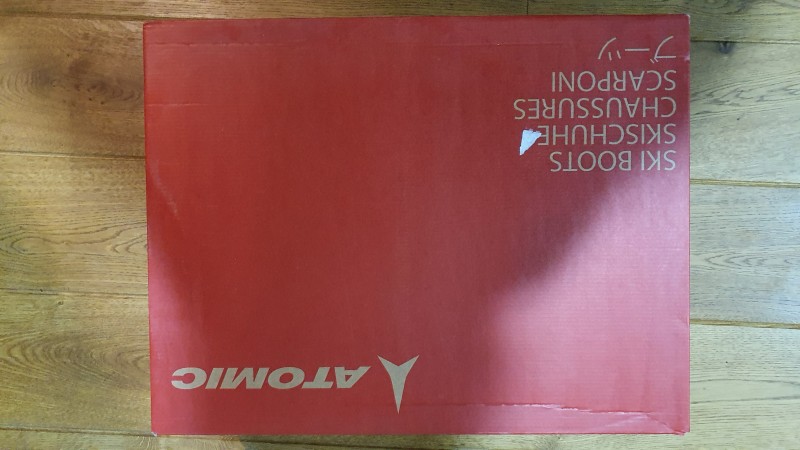 ATOMIC
SKI BOOTS
SKISCHUHE
CHAUSSURES
SCARPONI
ブーツ